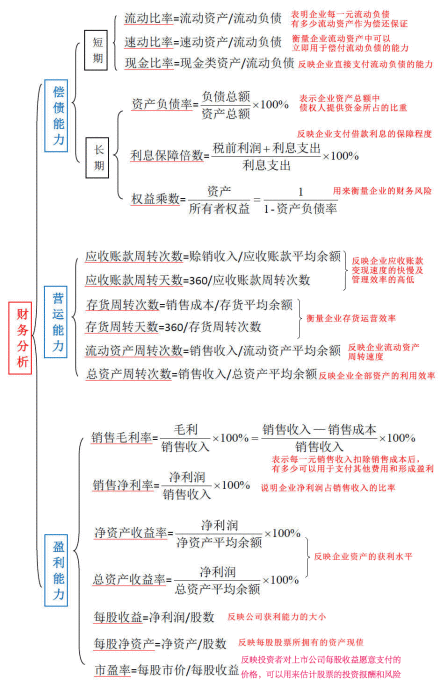 财务分析
偿债能力
短期
流动比率=流动资产/流动负债
表明企业每一元流动负债
有多少流动资产作为偿还保证
速动比率=速动资产/流动负债
衡量企业流动资产中可以
立即用于偿付流动负债的能力
现金比率=现金类资产/流动负债
反映企业直接支付流动负债的能力
长期
资产负债率=负债总额/资产总额×100%
表示企业资产总额中
债权人提供资金所占的比重
反映企业支付借款利息的保障程度
利息保障倍数=税前利润+利息支出/利息支出×100%
权益乘数=资产/所有者权益=1/1-资产负债率
用来衡量企业的财务风险
营运能力
应收账款周转次数=赊销收入/应收账款平均余额
应收账款周转天数=360/应收账款周转次数
反映企业应收账款
变现速度的快慢及
管理效率的高低
存货周转次数=销售成本/存货平均余额
存货周转天数=360/存货周转次数
衡量企业存货运营效率
流动资产周转次数=销售收入/流动资产平均余额
反映企业流动资产
周转速度
总资产周转次数=销售收入/总资产平均余额
反映企业全部资产的利用效率
盈利能力
销售毛利率=毛利/销售收入×100%=销售收入—销售成本/销售收入×100%
表示每一元销售收入扣除销售成本后,
有多少可以用于支付其他费用和形成盈利
销售净利率=净利润/销售收入×100%
说明企业净利润占销售收入的比率
净资产收益率=净利润/净资产平均余额×100%
总资产收益率=净利润/总资产平均余额×100%
反映企业资产的获利水平
每股收益=净利润/股数
反映公司获利能力的大小
每股净资产=净资产/股数
反映每股股票所拥有的资产现值
市盈率=每股市价/每股收益
反映投资者对上市公司每股收益愿意支付的
价格,可以用来估计股票的投资报酬和风险